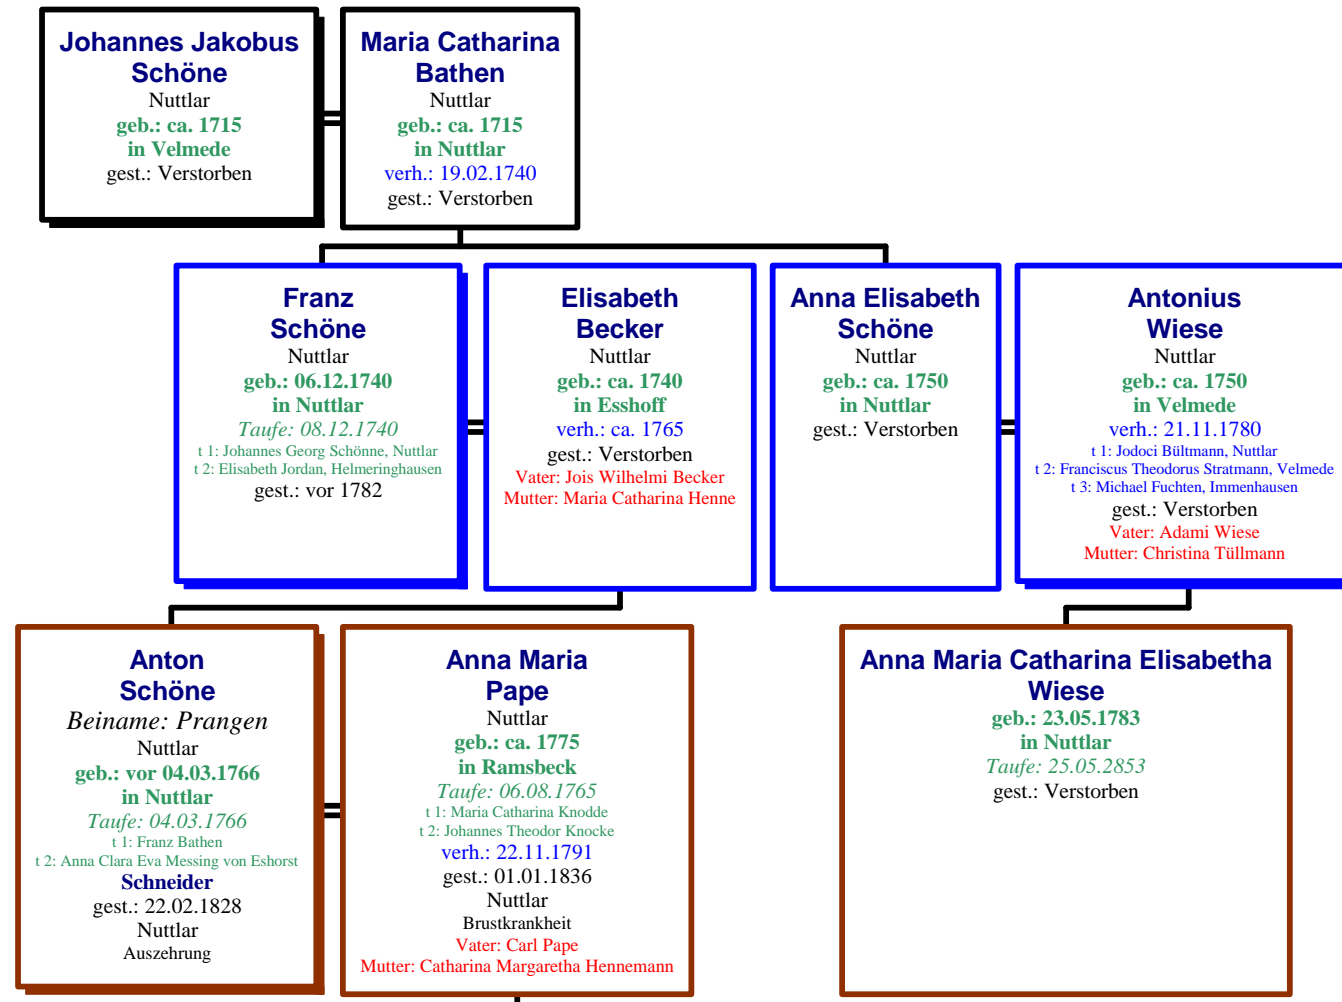 Johannes Jakobus
Schöne
Nuttlar
geb.: ca. 1715
in Velmede
gest.: Verstorben
Maria Catharina
Bathen
Nuttlar
geb.: ca. 1715
in Nuttlar
verh.: 19.02.1740
gest.: Verstorben
Franz
Schöne
Nuttlar
geb.: 06.12.1740
in Nuttlar
Taufe: 08.12.1740
t 1: Johannes Georg Schönne, Nuttlar
t 2: Elisabeth Jordan, Helmeringhausen
gest.: vor 1782
Elisabeth
Becker
Nuttlar
geb.: ca. 1740
in Esshoff
verh.: ca. 1765
gest.: Verstorben
Vater: Jois Wilhelmi Becker
Mutter: Maria Catharina Henne
Anna Elisabeth
Schöne
Nuttlar
geb.: ca. 1750
in Nuttlar
gest.: Verstorben
Antonius
Wiese
Nuttlar
geb.: ca. 1750
in Velmede
verh.: 21.11.1780
t 1: Jodoci Bültmann, Nuttlar
t 2: Franciscus Theodorus Stratmann, Velmede
t 3: Michael Fuchten, Immenhausen
gest.: Verstorben
Vater: Adami Wiese
Mutter: Christina Tüllmann
Anton
Schöne
Beiname: Prangen
Nuttlar
geb.: vor 04.03.1766
in Nuttlar
Taufe: 04.03.1766
t 1: Franz Bathen
t 2: Anna Clara Eva Messing von Eshorst
Schneider
gest.: 22.02.1828
Nuttlar
Auszehrung
Anna Maria
Pape
Nuttlar
geb.: ca. 1775
in Ramsbeck
Taufe: 06.08.1765
t 1: Maria Catharina Knodde
t 2: Johannes Theodor Knocke
verh.: 22.11.1791
gest.: 01.01.1836
Nuttlar
Brustkrankheit
Vater: Carl Pape
Mutter: Catharina Margaretha Hennemann
Anna Maria Catharina Elisabetha
Wiese
geb.: 23.05.1783
in Nuttlar
Taufe: 25.05.2853
gest.: Verstorben